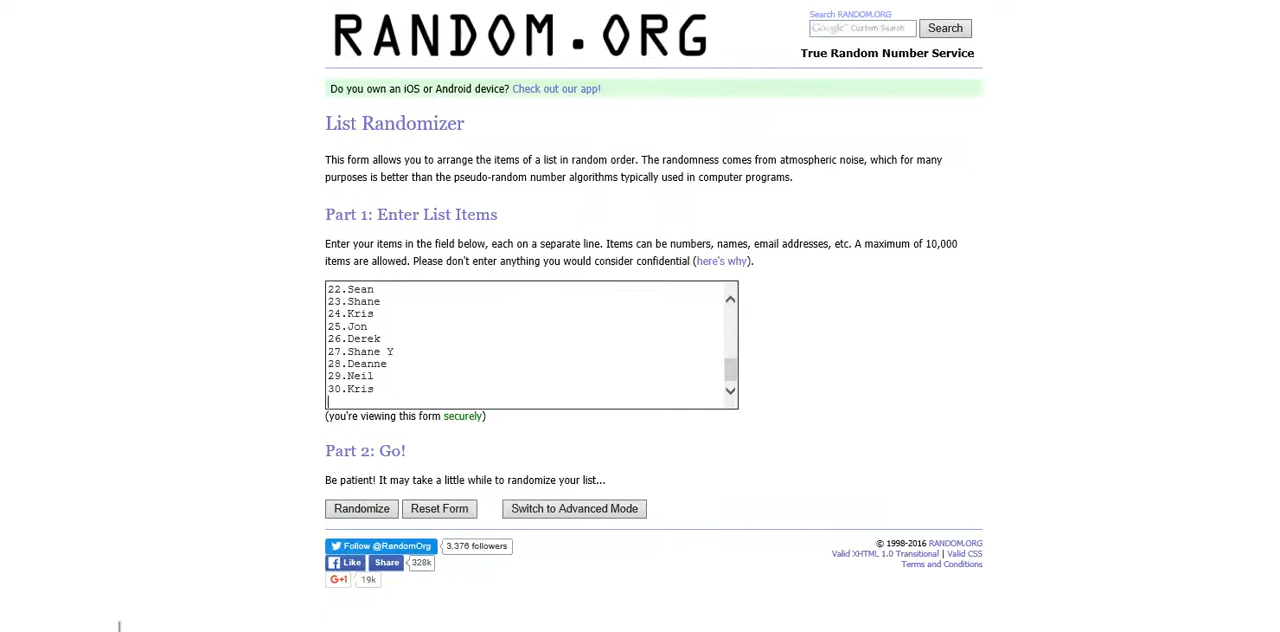 RANDOM.ORG
Search RANDOM.ORG
Google™ Custom Search
Search
True Random Number Service
Do you own an iOS or Android device? Check out our app!
List Randomizer
This form allows you to arrange the items of a list in random order. The randomness comes from atmospheric noise, which for many
purposes is better than the pseudo-random number algorithms typically used in computer programs.
Part 1: Enter List Items
Enter your items in the field below, each on a separate line. Items can be numbers, names, email addresses, etc. A maximum of 10,000
items are allowed. Please don't enter anything you would consider confidential (here's why).
22.Sean
23.Shane
24.Kris
25.Jon
26.Derek
27.Shane Y
28.Deanne
29.Neil
30.Kris
(you're viewing this form securely)
Part 2: Go!
Be patient! It may take a little while to randomize your list...
Randomize
Reset Form
Switch to Advanced Mode
Follow @RandomOrg
3,376 followers
Like
Share
328k
G+1
19k
© 1998-2016 RANDOM.ORG
Valid XHTML 1.0 Transitional | Valid CSS
Terms and Conditions